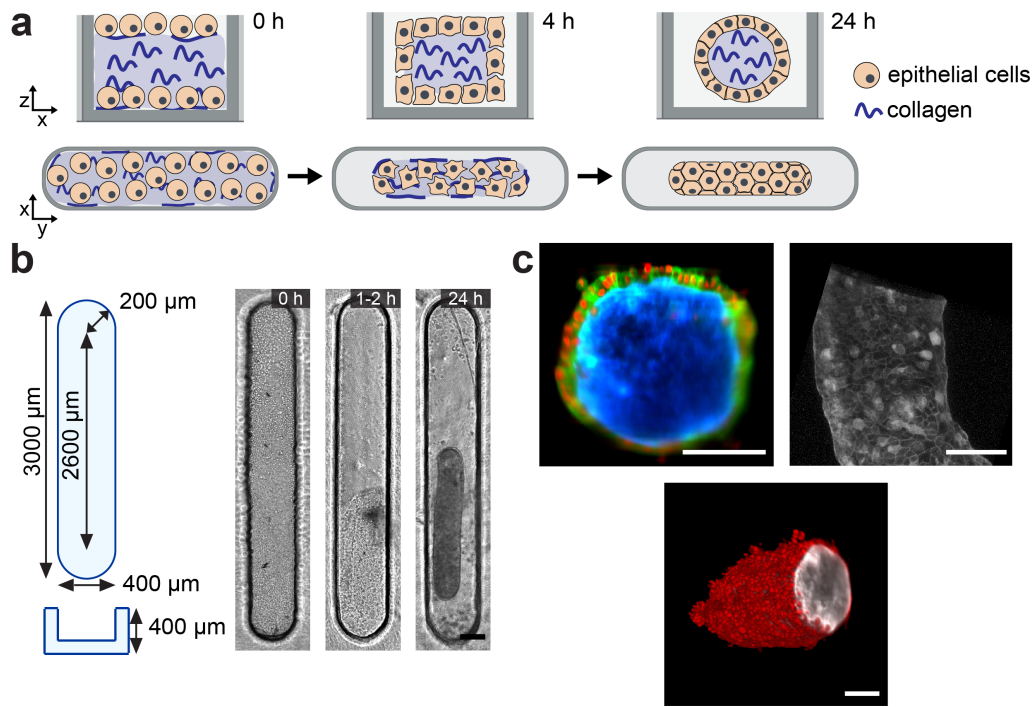 a
0 h
4 h
24 h
z
x
epithelial cells
collagen
x
y
b
c
200 µm
3000 µm
2600 µm
400 µm
400 µm
0 h
1-2 h
24 h